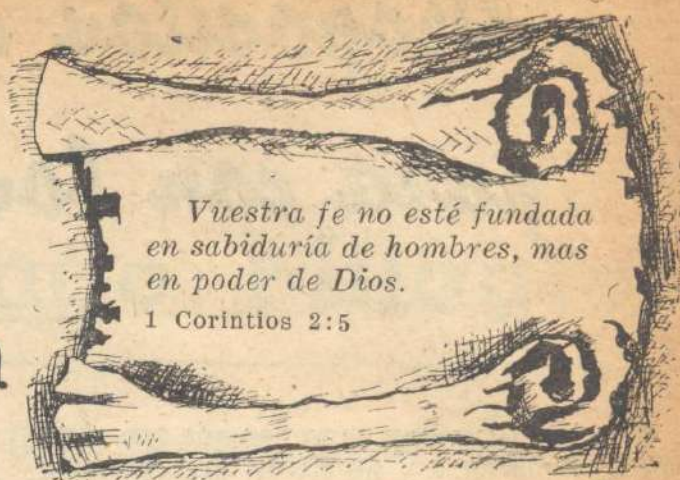 Vuestra fe no esté fundada
en sabiduría de hombres, mas
en poder de Dios.
1 Corintios 2:5